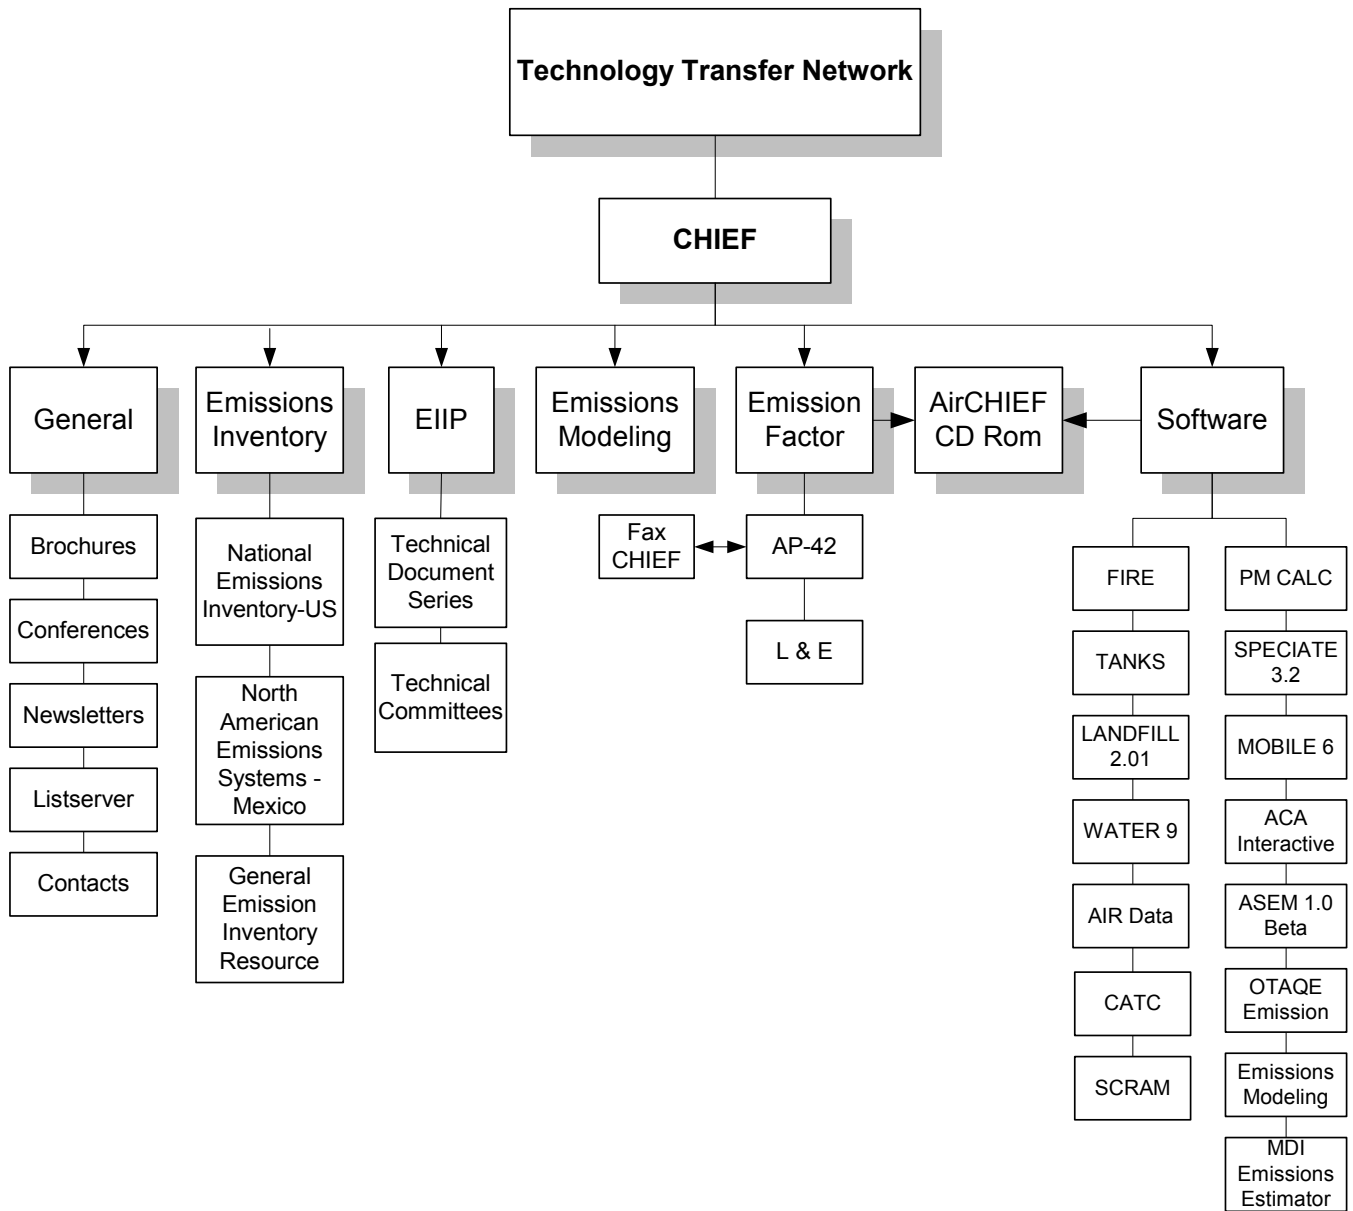 Technology Transfer Network
CHIEF
General
Emissions
Inventory
EIIP
Emissions
Modeling
Emission
Factor
AirCHIEF
CD Rom
Software
Brochures
Conferences
Newsletters
Listserver
Contacts
National
Emissions
Inventory-US
North
American
Emissions
Systems -
Mexico
General
Emission
Inventory
Resource
Technical
Document
Series
Technical
Committees
Fax
CHIEF
AP-42
L & E
FIRE
TANKS
LANDFILL
2.01
WATER 9
AIR Data
CATC
SCRAM
PM CALC
SPECIATE
3.2
MOBILE 6
ACA
Interactive
ASEM 1.0
Beta
OTAQE
Emission
Emissions
Modeling
MDI
Emissions
Estimator